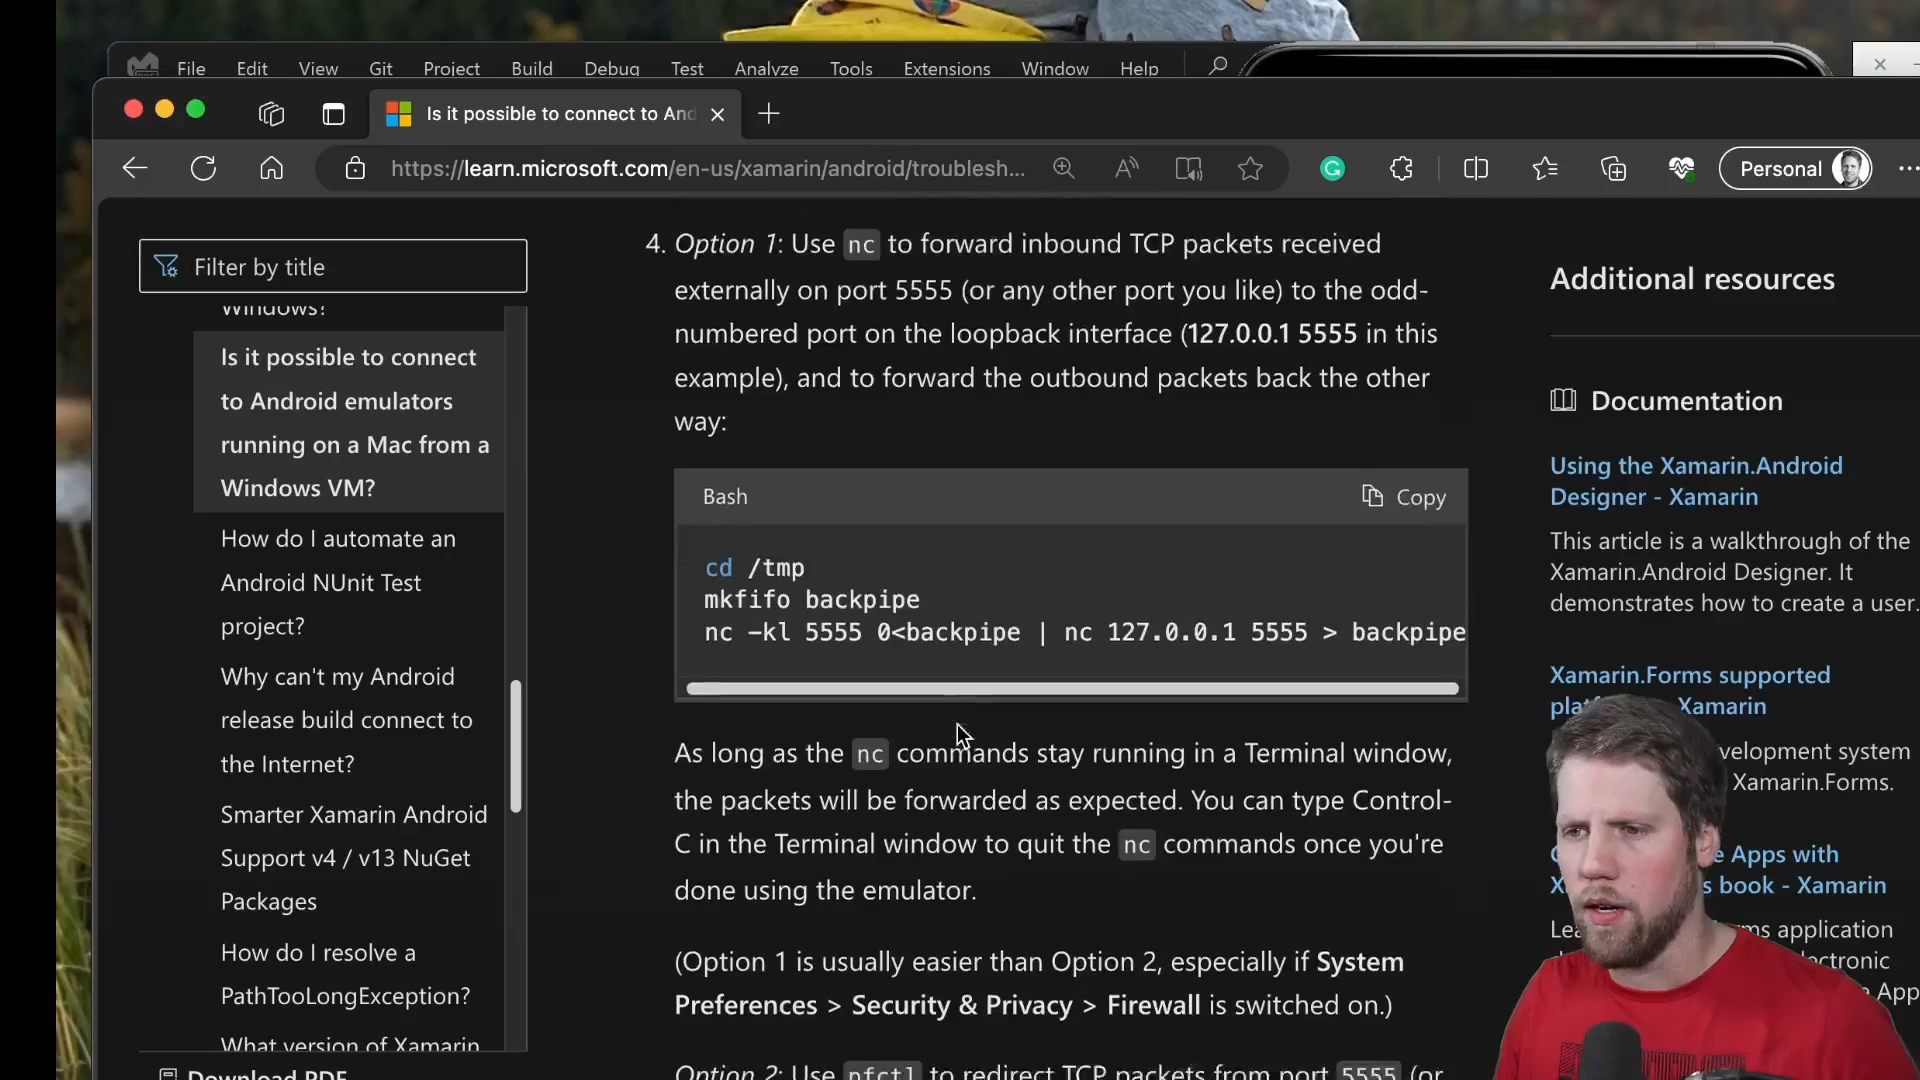 File Edit View Git Project Build Debug Test Analyze Tools Extensions Window Help
Is it possible to connect to And
https://learn.microsoft.com/en-us/xamarin/android/troublesh...
Personal
Filter by title
Windows?
Is it possible to connect
to Android emulators
running on a Mac from a
Windows VM?
How do I automate an
Android NUnit Test
project?
Why can't my Android
release build connect to
the Internet?
Smarter Xamarin Android
Support v4 / v13 NuGet
Packages
How do I resolve a
PathTooLongException?
What version of Xamarin
Download PDF
4. Option 1: Use nc to forward inbound TCP packets received
externally on port 5555 (or any other port you like) to the odd-
numbered port on the loopback interface (127.0.0.1 5555 in this
example), and to forward the outbound packets back the other
way:
Bash
Copy
cd /tmp
mkfifo backpipe
nc -kl 5555 0<backpipe | nc 127.0.0.1 5555 > backpipe
As long as the nc commands stay running in a Terminal window,
the packets will be forwarded as expected. You can type Control-
C in the Terminal window to quit the nc commands once you're
done using the emulator.
(Option 1 is usually easier than Option 2, especially if System
Preferences > Security & Privacy > Firewall is switched on.)
Option 2: Use pfctl to redirect TCP packets from port 5555 (or
Additional resources
Documentation
Using the Xamarin.Android
Designer - Xamarin
This article is a walkthrough of the
Xamarin.Android Designer. It
demonstrates how to create a user.
Xamarin.Forms supported
Xamarin
velopment system
Xamarin.Forms.
Apps with
s book - Xamarin
application
App